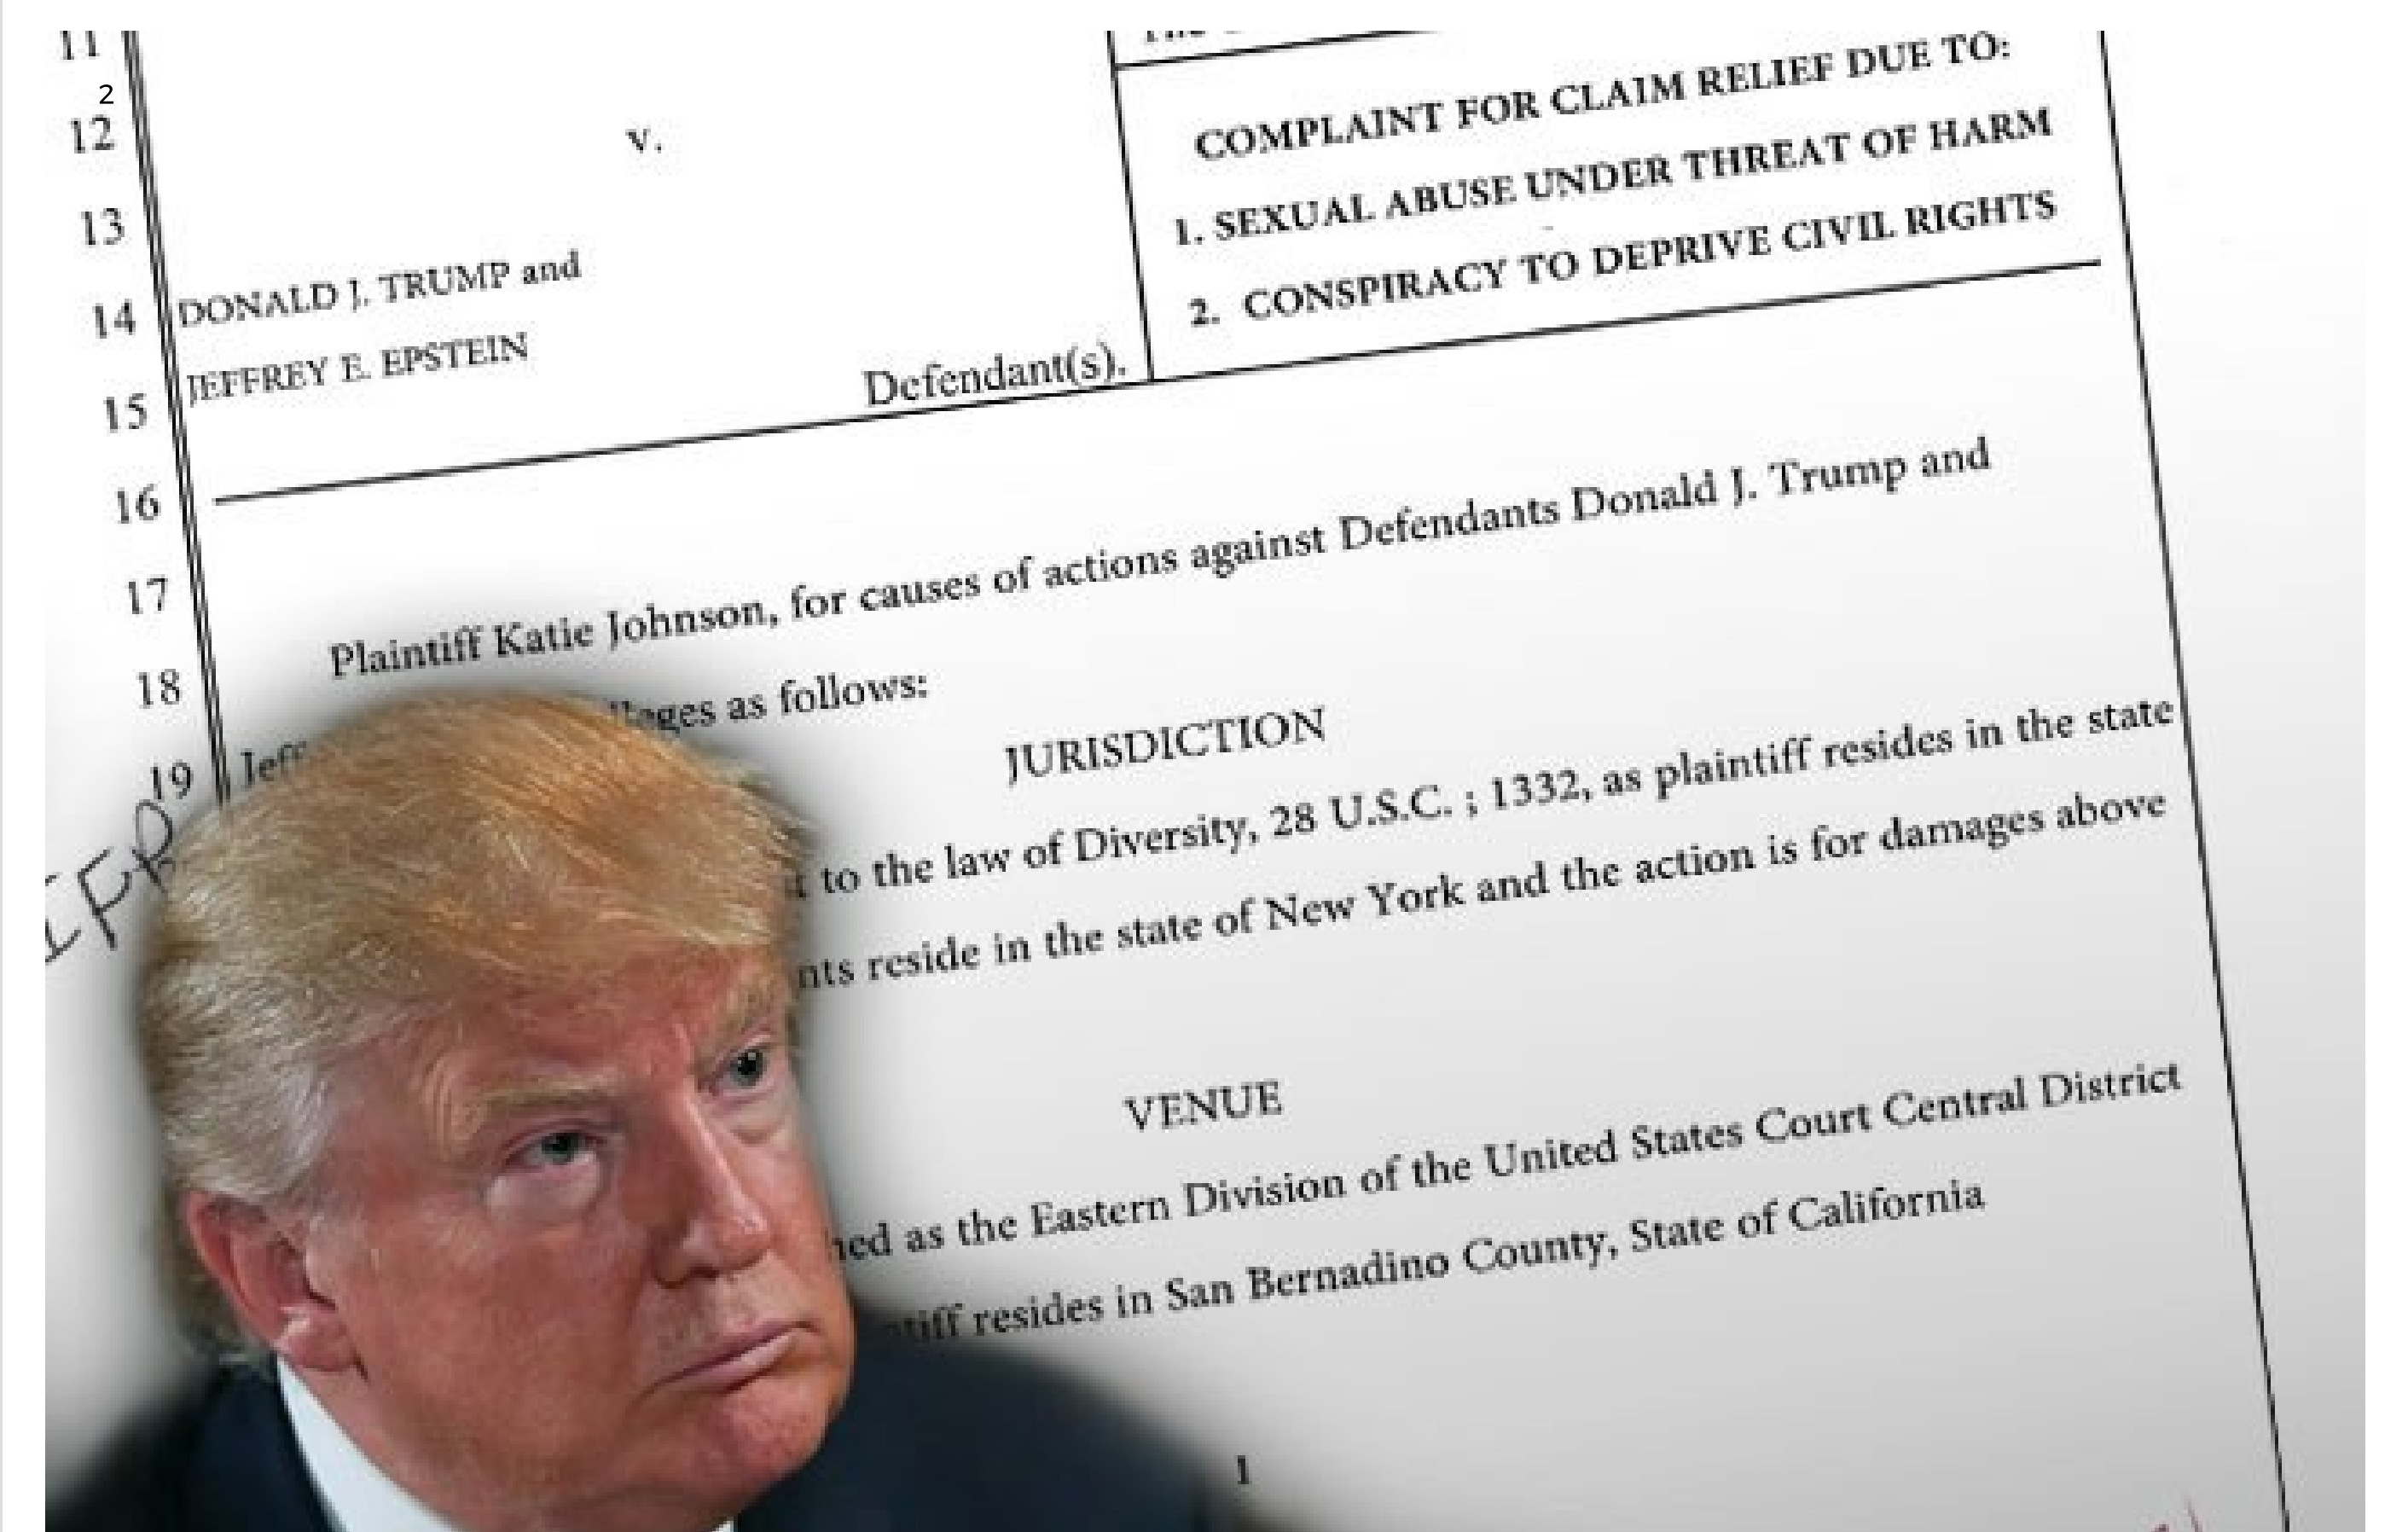 11
2
12
v.
COMPLAINT FOR CLAIM RELIEF DUE TO:
1. SEXUAL ABUSE UNDER THREAT OF HARM
2. CONSPIRACY TO DEPRIVE CIVIL RIGHTS
13
14 DONALD J. TRUMP and
JEFFREY E. EPSTEIN
15 Defendant(s).
16
17 Plaintiff Katie Johnson, for causes of actions against Defendants Donald J. Trump and
18 as follows:
19
JURISDICTION
to the law of Diversity, 28 U.S.C. ; 1332, as plaintiff resides in the state
reside in the state of New York and the action is for damages above
VENUE
as the Eastern Division of the United States Court Central District
resides in San Bernadino County, State of California
1